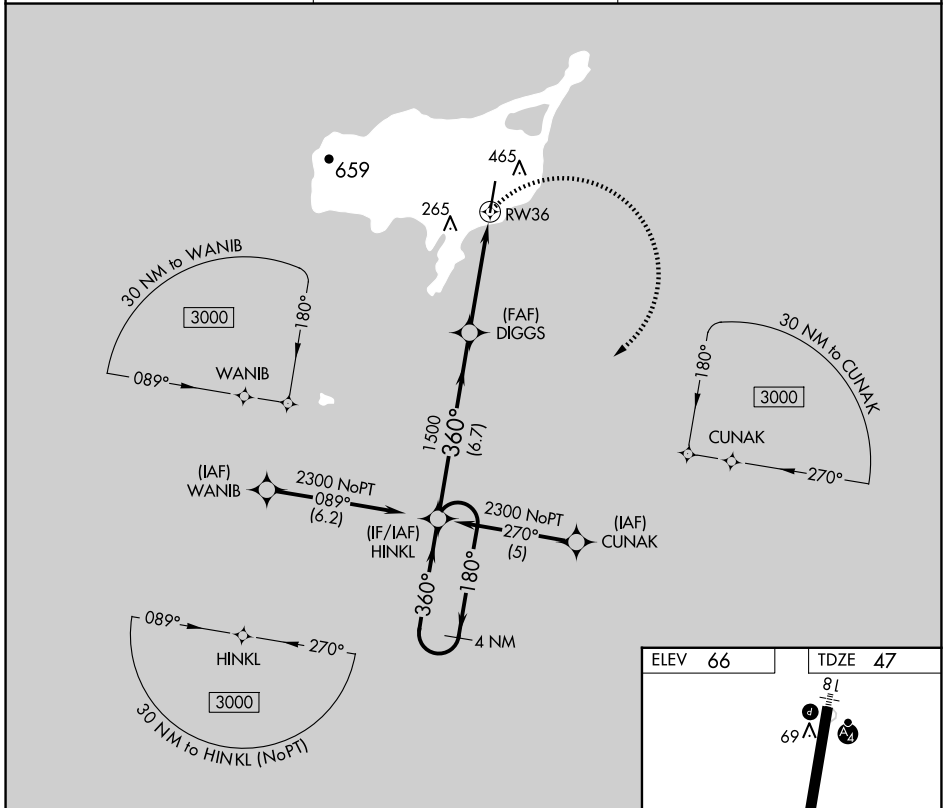 465
659
265
RW36
30 NM to WANIB
3000
180°
089°
WANIB
(FAF)
DIGGS
30 NM to CUNAK
180°
3000
CUNAK
270°
1500
360°
(6.7)
(IAF)
WANIB
2300 NoPT
089°
(6.2)
(IF/IAF)
HINKL
2300 NoPT
270°
(5)
(IAF)
CUNAK
360°
180°
4 NM
089°
270°
HINKL
3000
30 NM to HINKL (NoPT)
ELEV 66
TDZE 47
18
P
69
A4